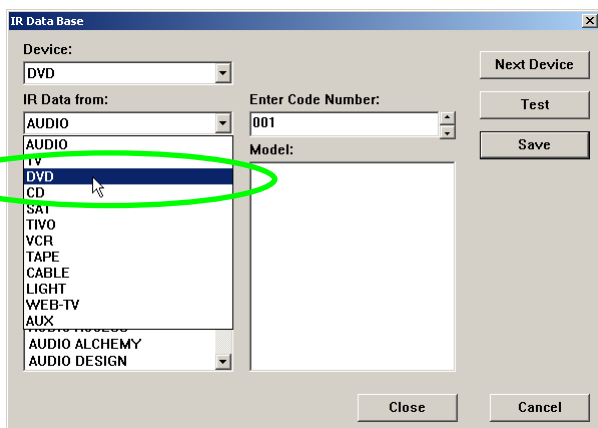 IR Data Base
Device:
DVD
Next Device
IR Data from:
Enter Code Number:
Test
AUDIO
001
Save
AUDIO
Model:
TV
DVD
CD
SAT
TIVO
VCR
TAPE
CABLE
LIGHT
WEB-TV
AUX
AUDIO ALCHEMY
AUDIO DESIGN
Close
Cancel